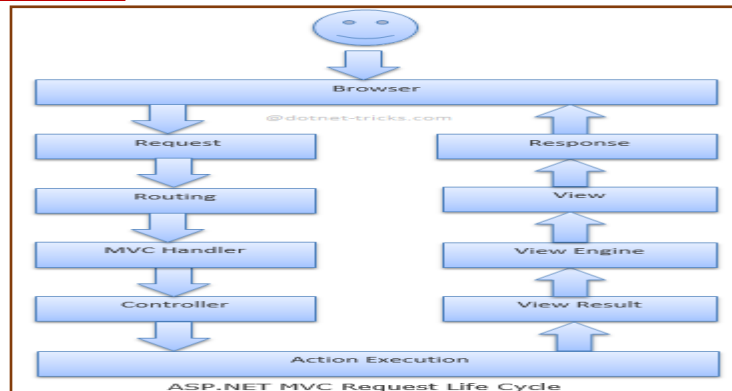 Browser
@dotnet-tricks.com
Request
Response
Routing
View
MVC Handler
View Engine
Controller
View Result
Action Execution
ASP.NET MVC Request Life Cycle